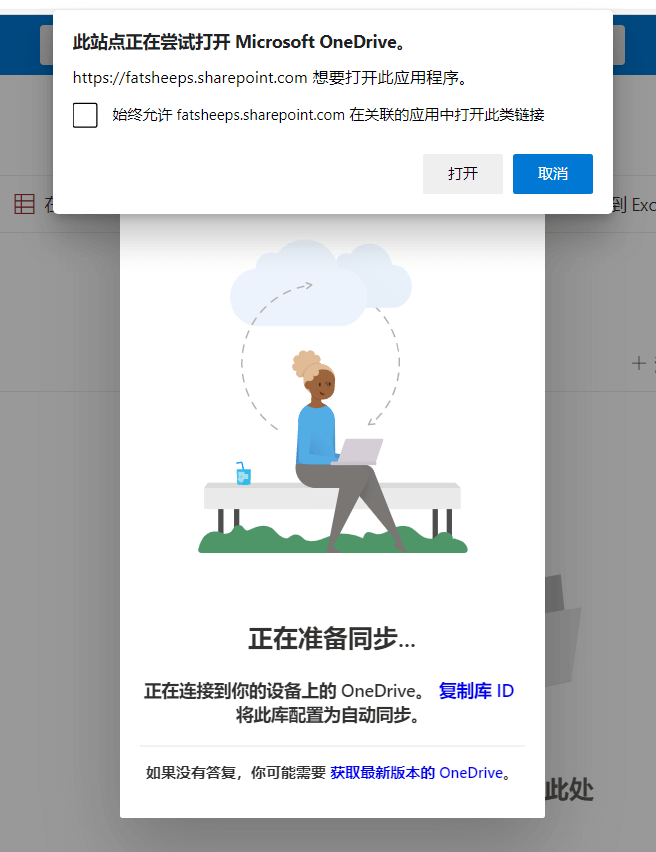 此站点正在尝试打开 Microsoft OneDrive。
https://fatsheeps.sharepoint.com 想要打开此应用程序。
始终允许 fatsheeps.sharepoint.com 在关联的应用中打开此类链接
打开 取消
在
到 Exc
正在准备同步...
正在连接到你的设备上的 OneDrive。 复制库 ID
将此库配置为自动同步。
如果没有答复，你可能需要 获取最新版本的 OneDrive。
此处